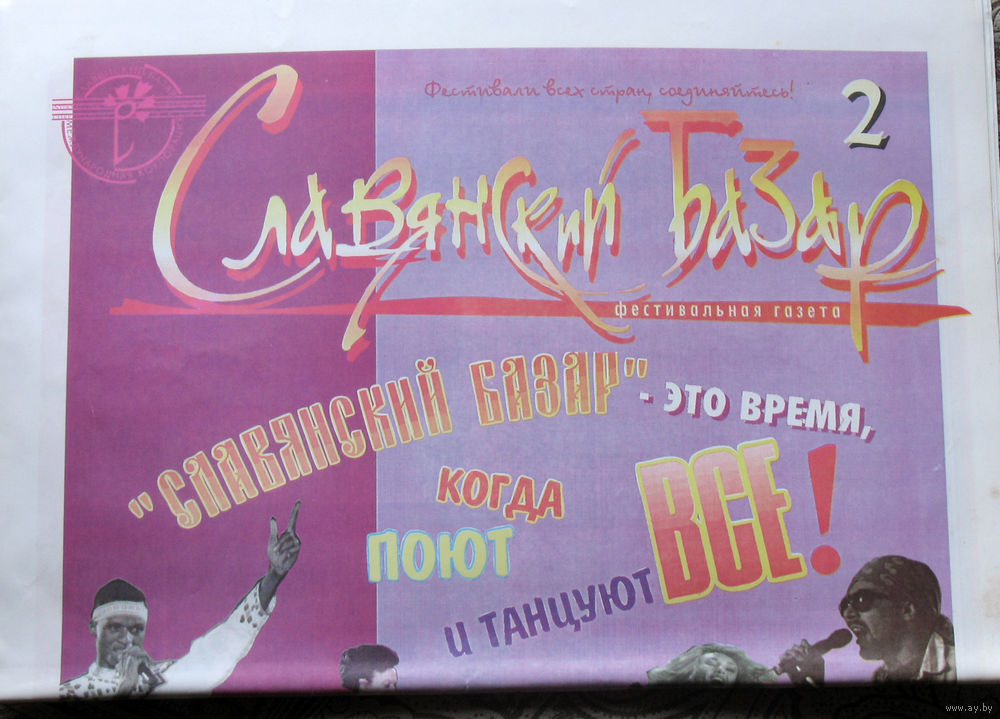 Фестивали всех стран, соединяйтесь!
2
Славянский Базар
фестивальная газета
"СЛАВЯНСКИЙ БАЗАР" - ЭТО ВРЕМЯ,
КОГДА
ПОЮТ
И ТАНЦУЮТ
ВСЕ!
www.ay.by